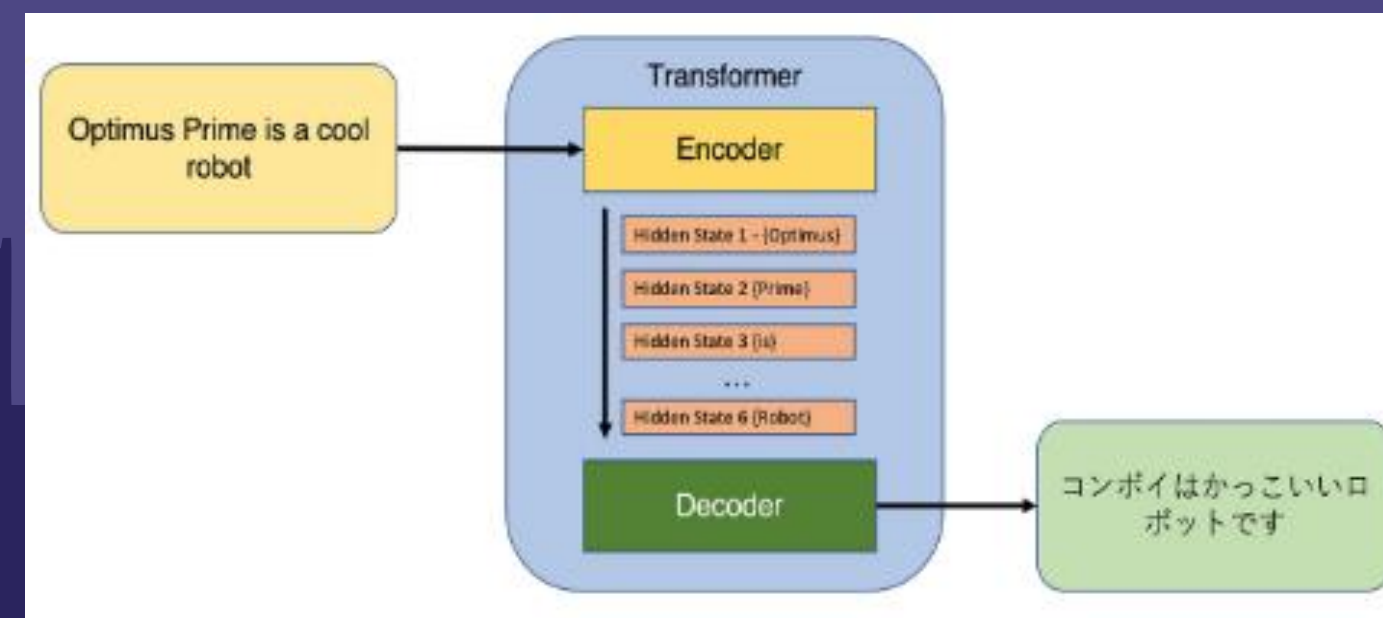 Transformer
Optimus Prime is a cool
robot
Encoder
Hidden State 1 - {Optimus}
Hidden State 2 {Prime}
Hidden State 3 {is}
...
Hidden State 6 {Robot}
Decoder
コンボイはかっこいいロ
ボットです